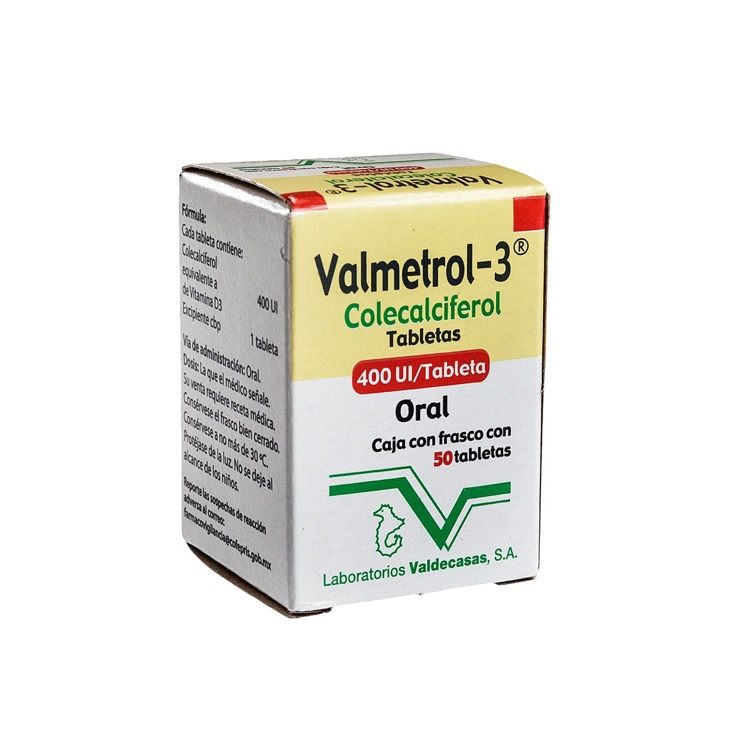 Valmetrol-3®
Colecalciferol
400 UI/Tableta
Valmetrol-3®
Colecalciferol
Tabletas
400 UI/Tableta
Oral
Caja con frasco con
50 tabletas
Laboratorios Valdecasas, S.A.
Fórmula:
Cada tableta contiene:
Colecalciferol
equivalente a
de Vitamina D3 400 UI
Excipiente cbp 1 tableta
Vía de administración: Oral.
Dosis: La que el médico señale.
Su venta requiere receta médica.
Consérvese el frasco bien cerrado.
Consérvese a no más de 30 ºC.
Protéjase de la luz. No se deje al
alcance de los niños.
Reporte las sospechas de reacción
adversa al correo:
farmacovigilancia@cofepris.gob.mx